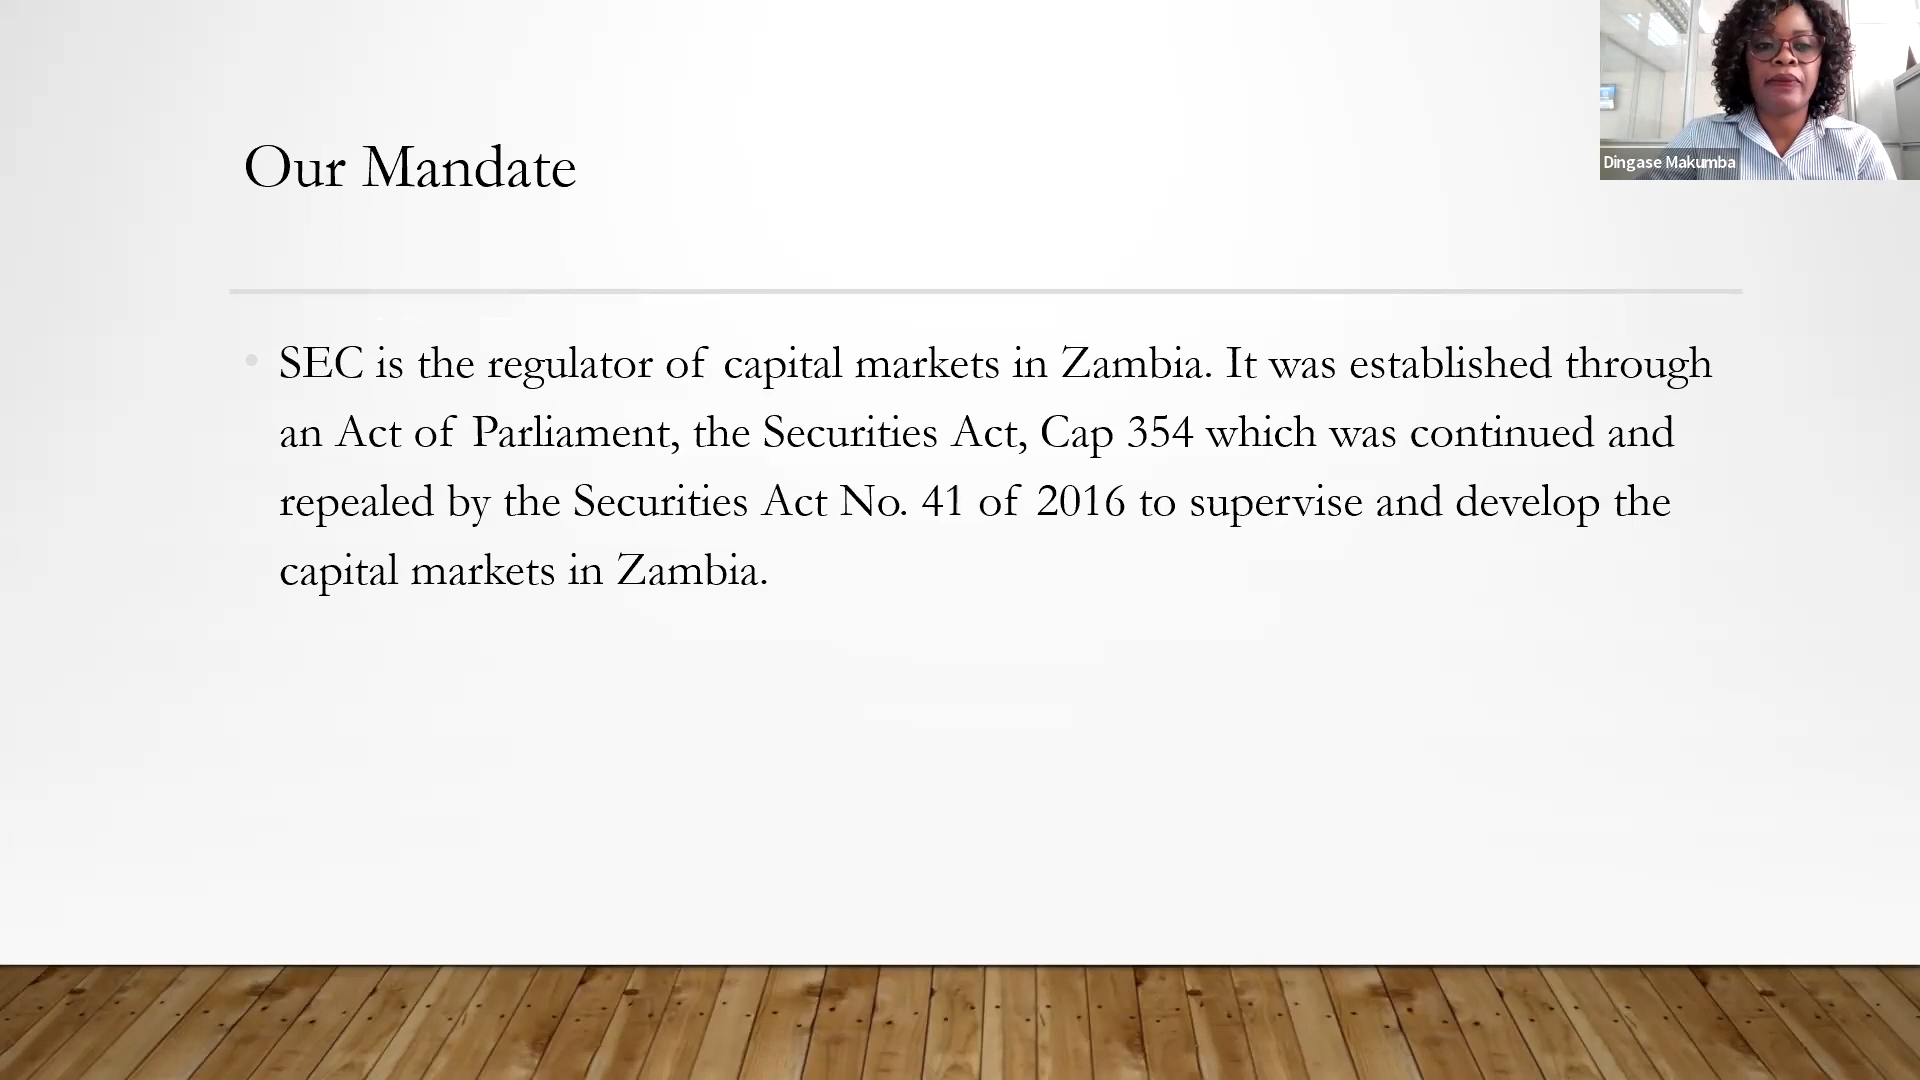 Our Mandate
Dingase Makumba
• SEC is the regulator of capital markets in Zambia. It was established through
an Act of Parliament, the Securities Act, Cap 354 which was continued and
repealed by the Securities Act No. 41 of 2016 to supervise and develop the
capital markets in Zambia.